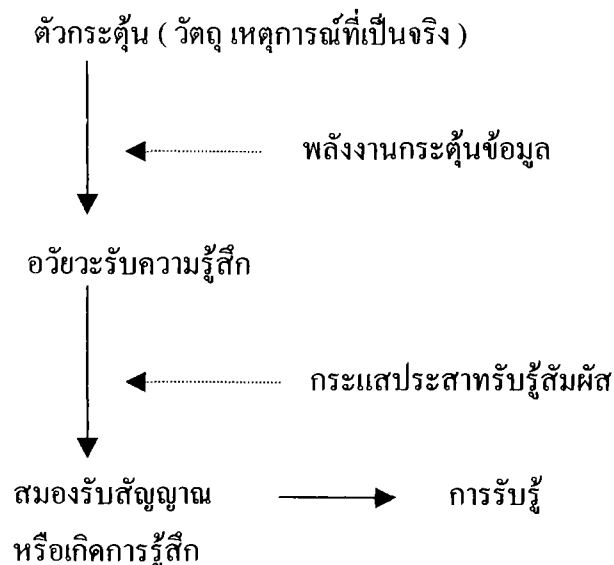 ตัวกระตุ้น ( วัตถุ เหตุการณ์ที่เป็นจริง )
พลังงานกระตุ้นข้อมูล
อวัยวะรับความรู้สึก
กระแสประสาทรับรู้สัมผัส
สมองรับสัญญาณ
การรับรู้
หรือเกิดการรู้สึก